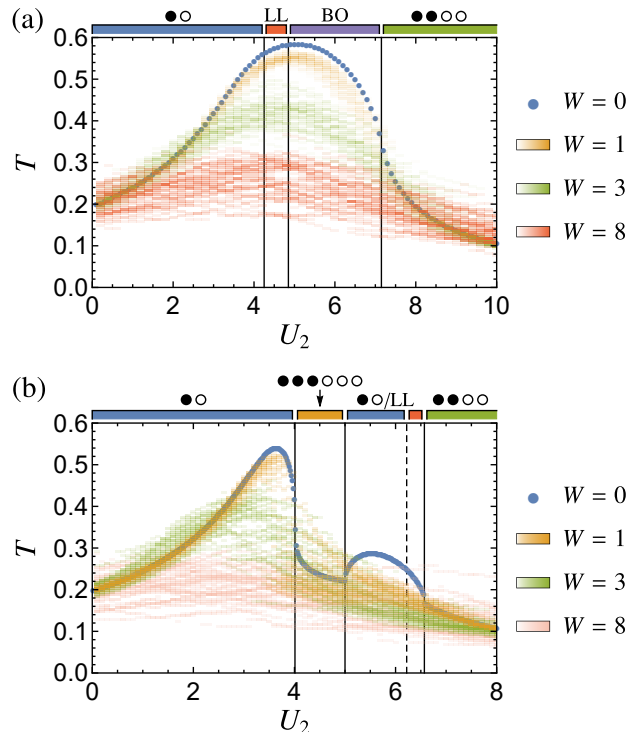 (a)
●○ LL BO ●●○○
0.6
0.5
0.4
0.3
0.2
0.1
0.0
T
0 2 4 6 8 10
U₂
W = 0
W = 1
W = 3
W = 8
(b)
●●●○○○
●○ ●○/LL ●●○○
0.6
0.5
0.4
0.3
0.2
0.1
0.0
T
0 2 4 6 8
U₂
W = 0
W = 1
W = 3
W = 8